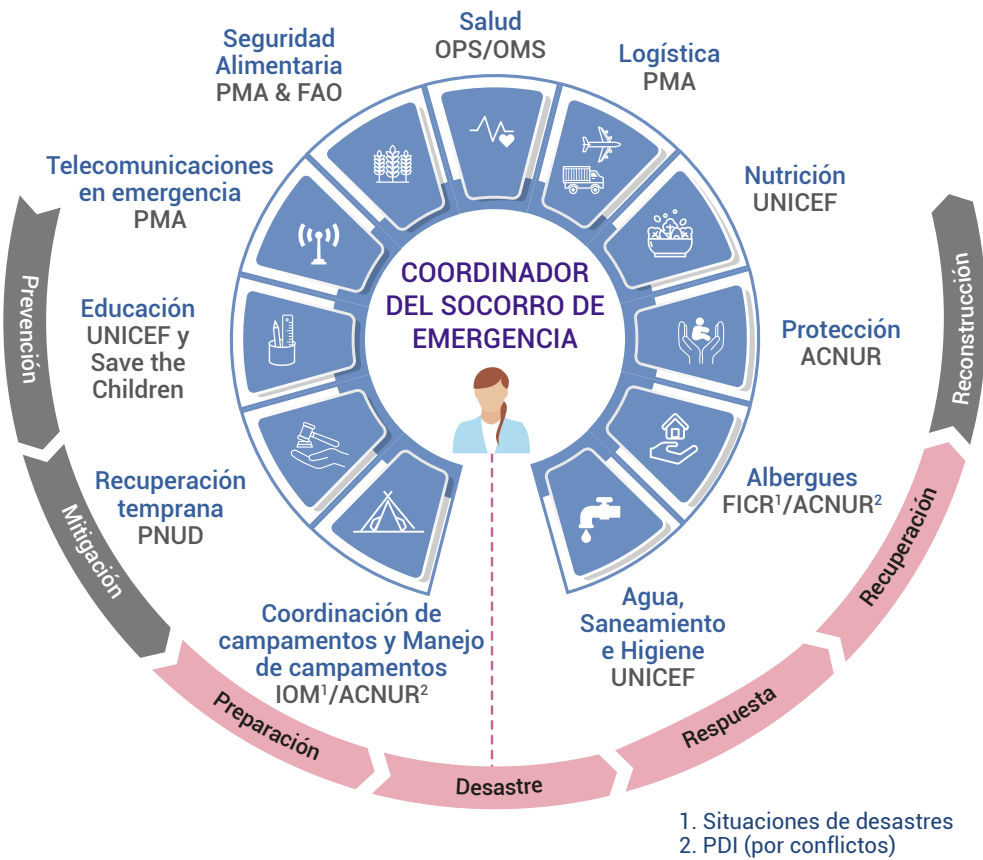 Salud
OPS/OMS
Logística
PMA
Nutrición
UNICEF
Protección
ACNUR
Albergues
FICR¹/ACNUR²
Agua,
Saneamiento
e Higiene
UNICEF
Coordinación de
campamentos y Manejo
de campamentos
IOM¹/ACNUR²
Recuperación
temprana
PNUD
Educación
UNICEF y
Save the
Children
Telecomunicaciones
en emergencia
PMA
Seguridad
Alimentaria
PMA & FAO
COORDINADOR
DEL SOCORRO DE
EMERGENCIA
Prevención
Mitigación
Preparación
Desastre
Respuesta
Recuperación
Reconstrucción
1. Situaciones de desastres
2. PDI (por conflictos)